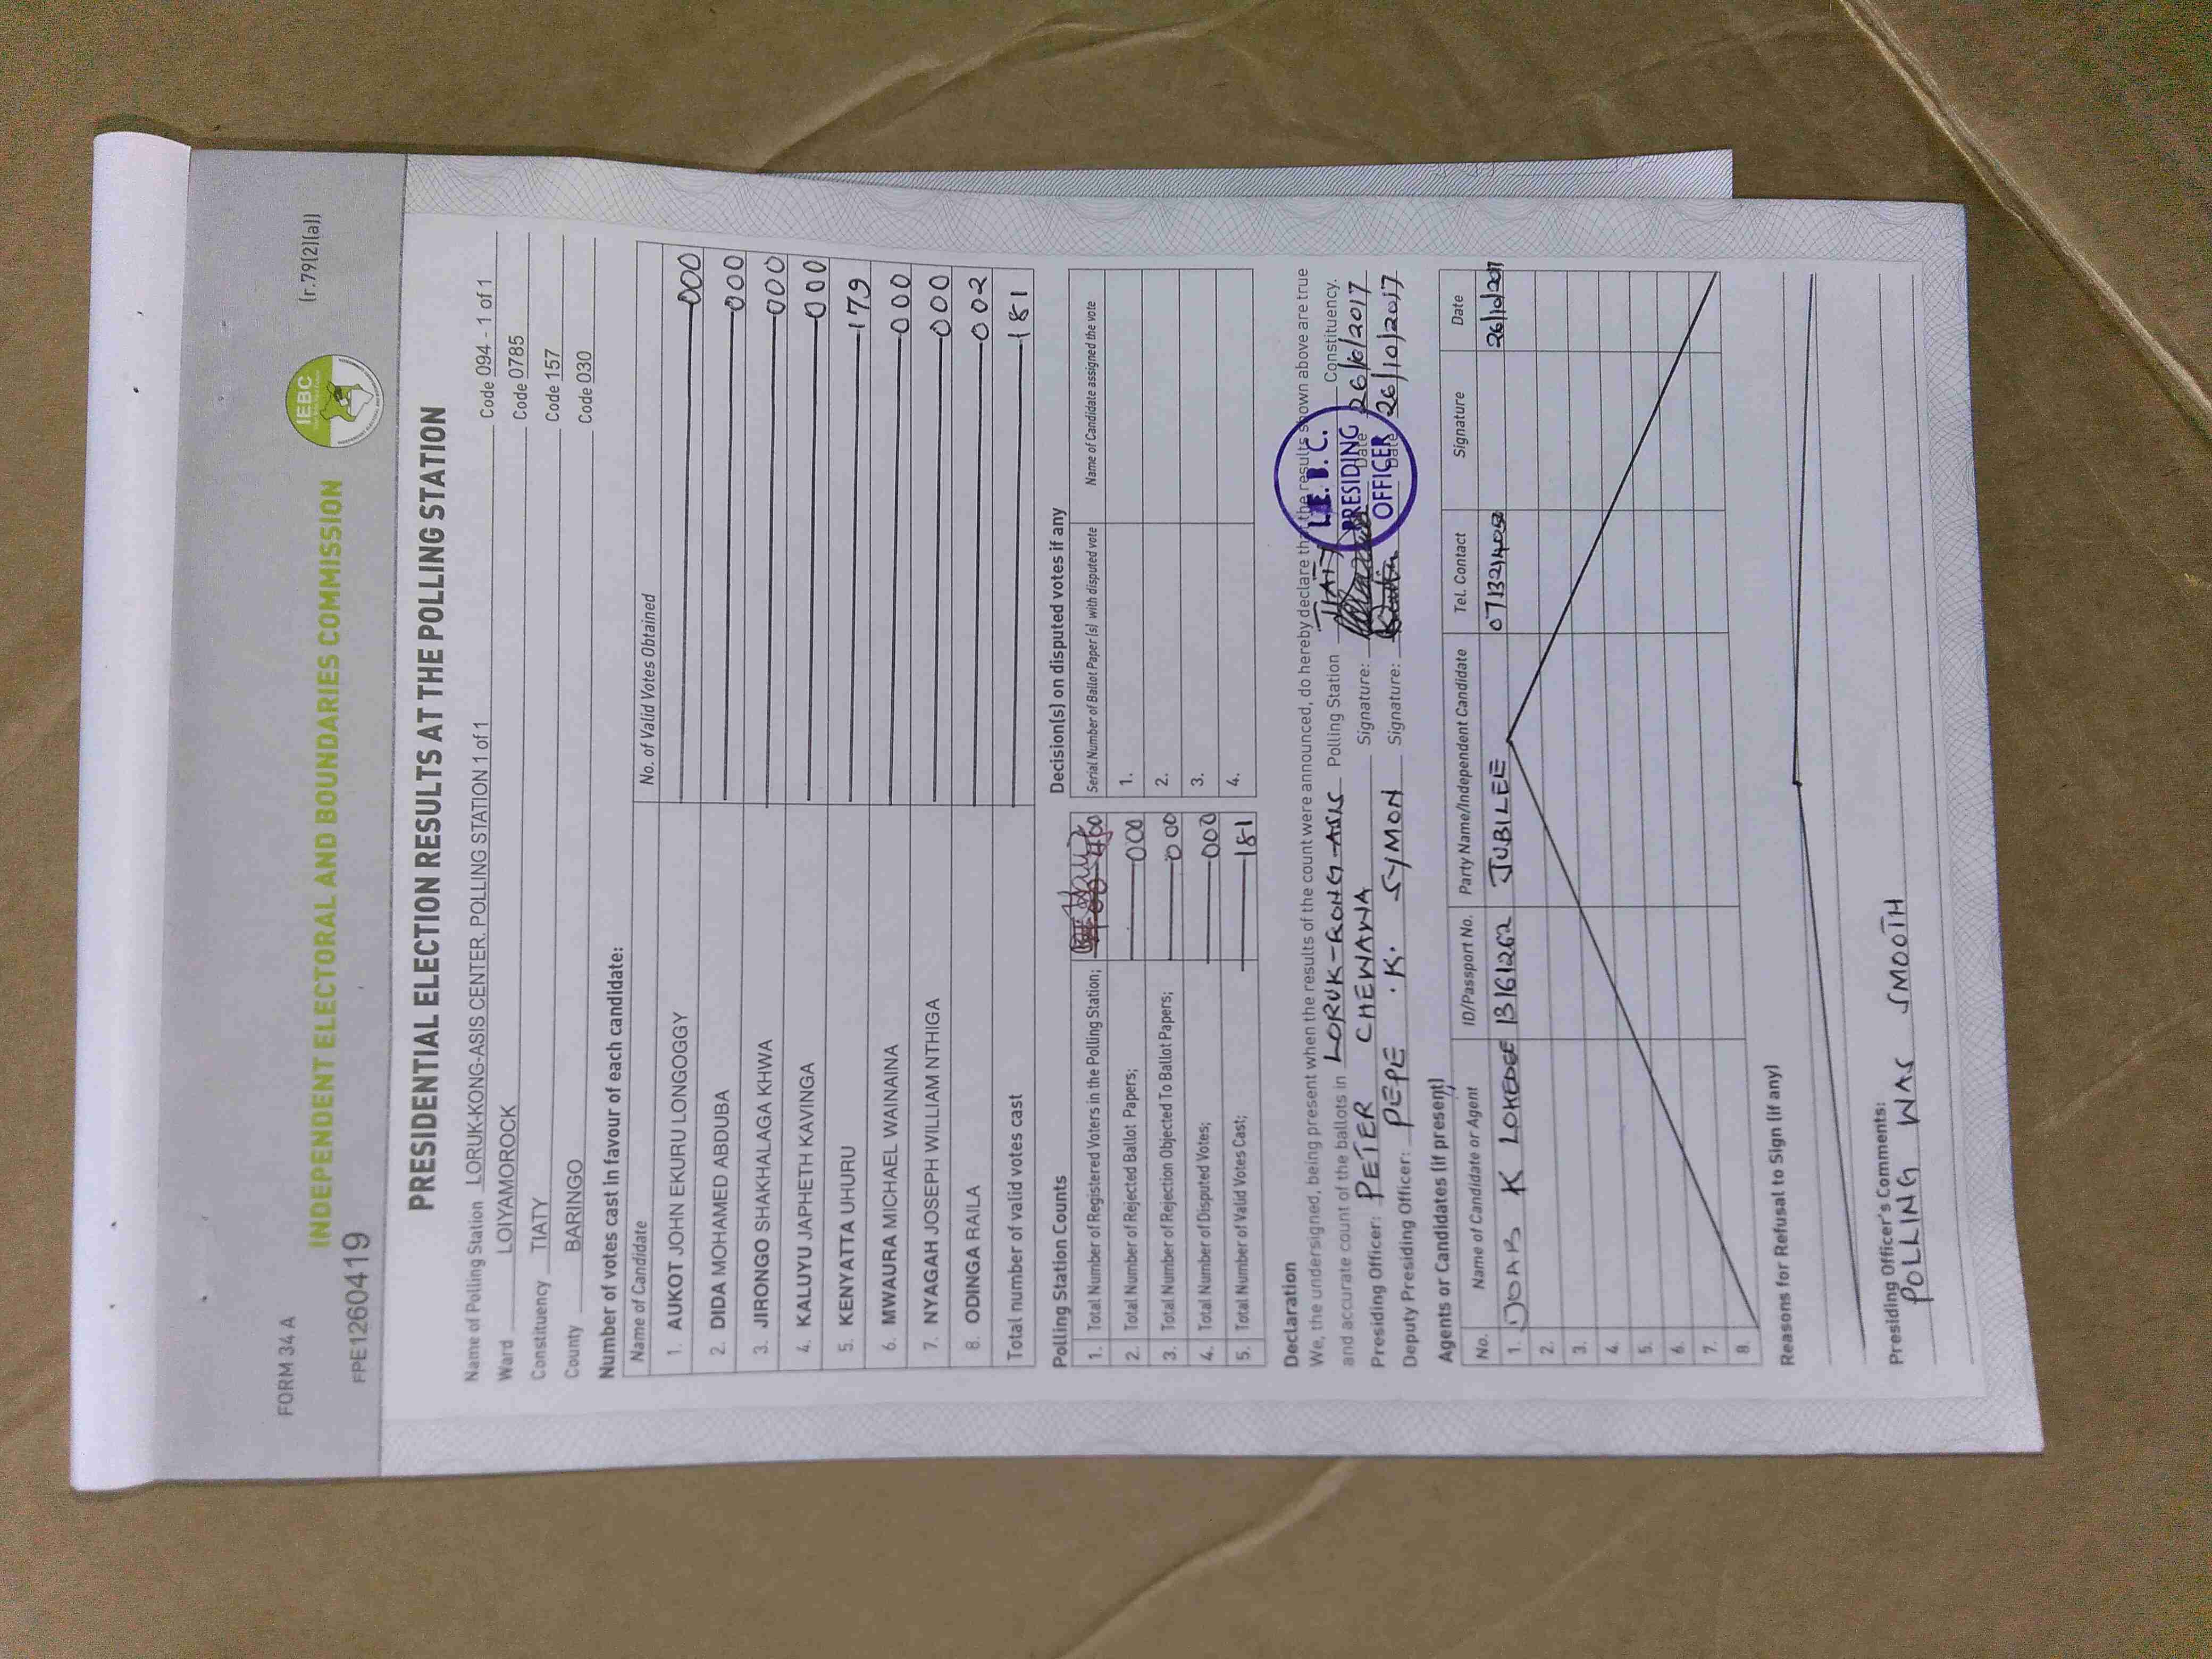 FORM 34 A
(r.79(2)(a))
IEBC
INDEPENDENT ELECTORAL AND BOUNDARIES COMMISSION
FPE1260419
PRESIDENTIAL ELECTION RESULTS AT THE POLLING STATION
Name of Polling Station LORUK-KONG-ASIS CENTER. POLLING STATION 1 of 1 Code 094 - 1 of 1
Ward LOIYAMOROCK Code 0785
Constituency TIATY Code 157
County BARINGO Code 030
Number of votes cast in favour of each candidate:
Name of Candidate No. of Valid Votes Obtained
1. AUKOT JOHN EKURU LONGOGGY 000
2. DIDA MOHAMED ABDUBA 000
3. JIRONGO SHAKHALAGA KHWA 000
4. KALUYU JAPHETH KAVINGA 000
5. KENYATTA UHURU 179
6. MWAURA MICHAEL WAINAINA 000
7. NYAGAH JOSEPH WILLIAM NTHIGA 000
8. ODINGA RAILA 002
Total number of valid votes cast 181
Polling Station Counts
1. Total Number of Registered Voters in the Polling Station;
2. Total Number of Rejected Ballot Papers; 000
3. Total Number of Rejection Objected To Ballot Papers; 000
4. Total Number of Disputed Votes; 000
5. Total Number of Valid Votes Cast; 181
Decision(s) on disputed votes if any
Serial Number of Ballot Paper(s) with disputed vote Name of Candidate assigned the vote
1.
2.
3.
4.
Declaration
We, the undersigned, being present when the results of the count were announced, do hereby declare that the results shown above are true
and accurate count of the ballots in LORUK-KONG-ASIS Polling Station Constituency.
Presiding Officer: PETER CHEWAWA Signature: Date 26/10/2017
Deputy Presiding Officer: PEPE .K. SYMON Signature: Date 26/10/2017
I.E.B.C.
PRESIDING
OFFICER
Agents or Candidates (if present)
No. Name of Candidate or Agent ID/Passport No. Party Name/Independent Candidate Tel. Contact Signature Date
1. JOAB K LOKEDEE 13161262 JUBILEE 26/10/2017
2.
3.
4.
5.
6.
7.
8.
Reasons for Refusal to Sign (if any)
Presiding Officer's Comments:
POLLING WAS SMOOTH